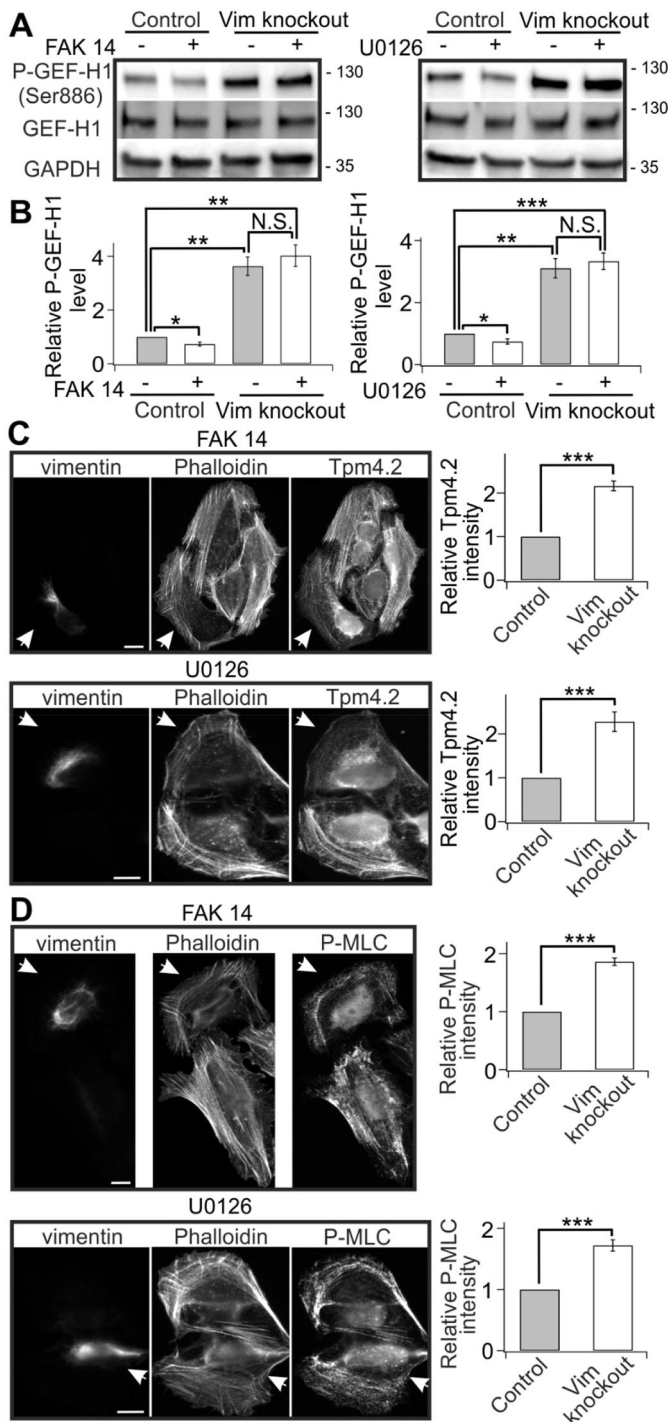 A
Control
Vim knockout
Control
Vim knockout
FAK 14
-
+
-
+
U0126
-
+
-
+
P-GEF-H1
(Ser886)
- 130
- 130
GEF-H1
- 130
- 130
GAPDH
- 35
- 35
B
Relative P-GEF-H1
level
4
2
0
**
**
N.S.
*
FAK 14
-
+
-
+
Control
Vim knockout
Relative P-GEF-H1
level
4
2
0
***
**
N.S.
*
U0126
-
+
-
+
Control
Vim knockout
C
FAK 14
vimentin
Phalloidin
Tpm4.2
Relative Tpm4.2
intensity
2
1
0
***
Control
Vim
knockout
U0126
vimentin
Phalloidin
Tpm4.2
Relative Tpm4.2
intensity
2
1
0
***
Control
Vim
knockout
D
FAK 14
vimentin
Phalloidin
P-MLC
Relative P-MLC
intensity
2
1
0
***
Control
Vim
knockout
U0126
vimentin
Phalloidin
P-MLC
Relative P-MLC
intensity
2
1
0
***
Control
Vim
knockout